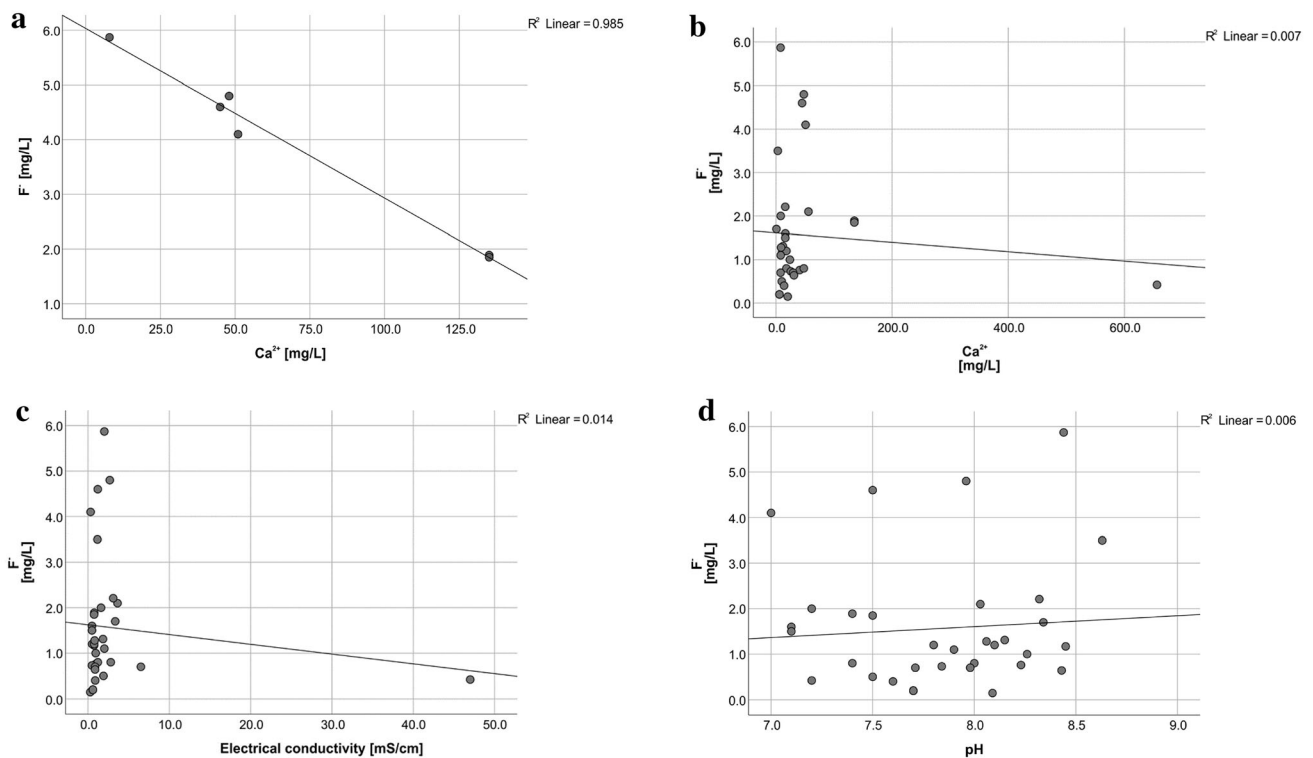 a
R² Linear = 0.985
6.0
5.0
4.0
3.0
2.0
1.0
F⁻ [mg/L]
0.0 25.0 50.0 75.0 100.0 125.0
Ca²⁺ [mg/L]
b
R² Linear = 0.007
6.0
5.0
4.0
3.0
2.0
1.0
0.0
F⁻
[mg/L]
0.0 200.0 400.0 600.0
Ca²⁺
[mg/L]
c
R² Linear = 0.014
6.0
5.0
4.0
3.0
2.0
1.0
0.0
F⁻
[mg/L]
0.0 10.0 20.0 30.0 40.0 50.0
Electrical conductivity [mS/cm]
d
R² Linear = 0.006
6.0
5.0
4.0
3.0
2.0
1.0
0.0
F⁻
[mg/L]
7.0 7.5 8.0 8.5 9.0
pH